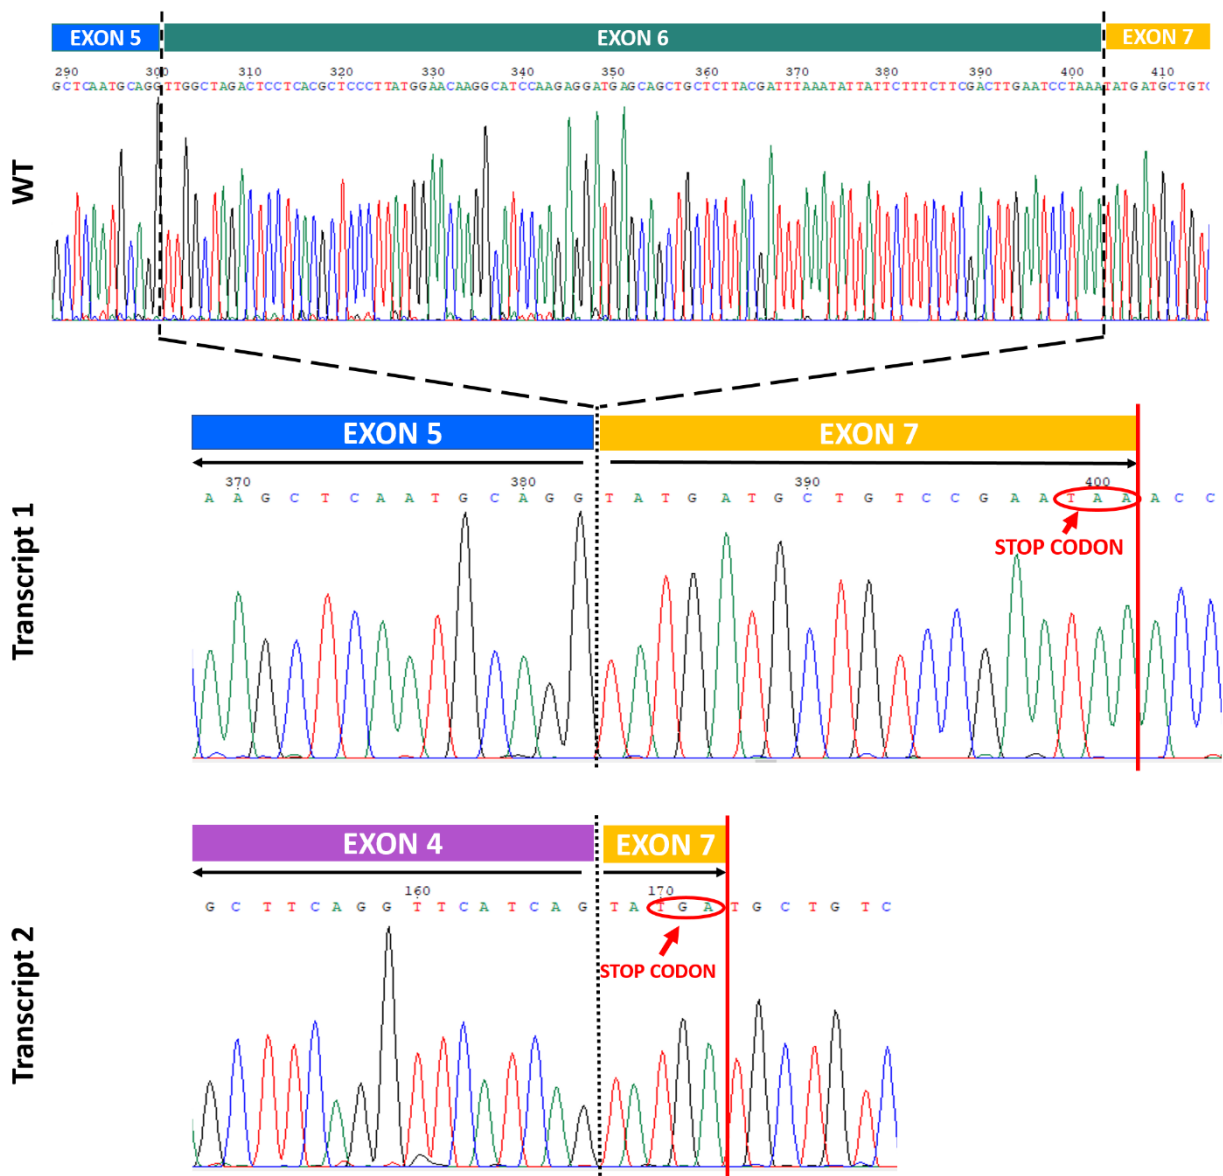 EXON 5 EXON 6 EXON 7
290 300 310 320 330 340 350 360 370 380 390 400 410
GCTCAATGCAGGTTGGCTAGACTCCTCACGCTCCCTTATGGAACAAGGCATCCAAGAGGATGAGCAGCTGCTCTTACGATTTAAATATTATTCTTTCTTCGACTTGAATCCTAAATATGATGCTGTC
WT
EXON 5 EXON 7
370 380 390 400
A A G C T C A A T G C A G G T A T G A T G C T G T C C G A A T A A A C C
STOP CODON
Transcript 1
EXON 4 EXON 7
160 170
G C T T C A G G T T C A T C A G T A T G A T G C T G T C
STOP CODON
Transcript 2